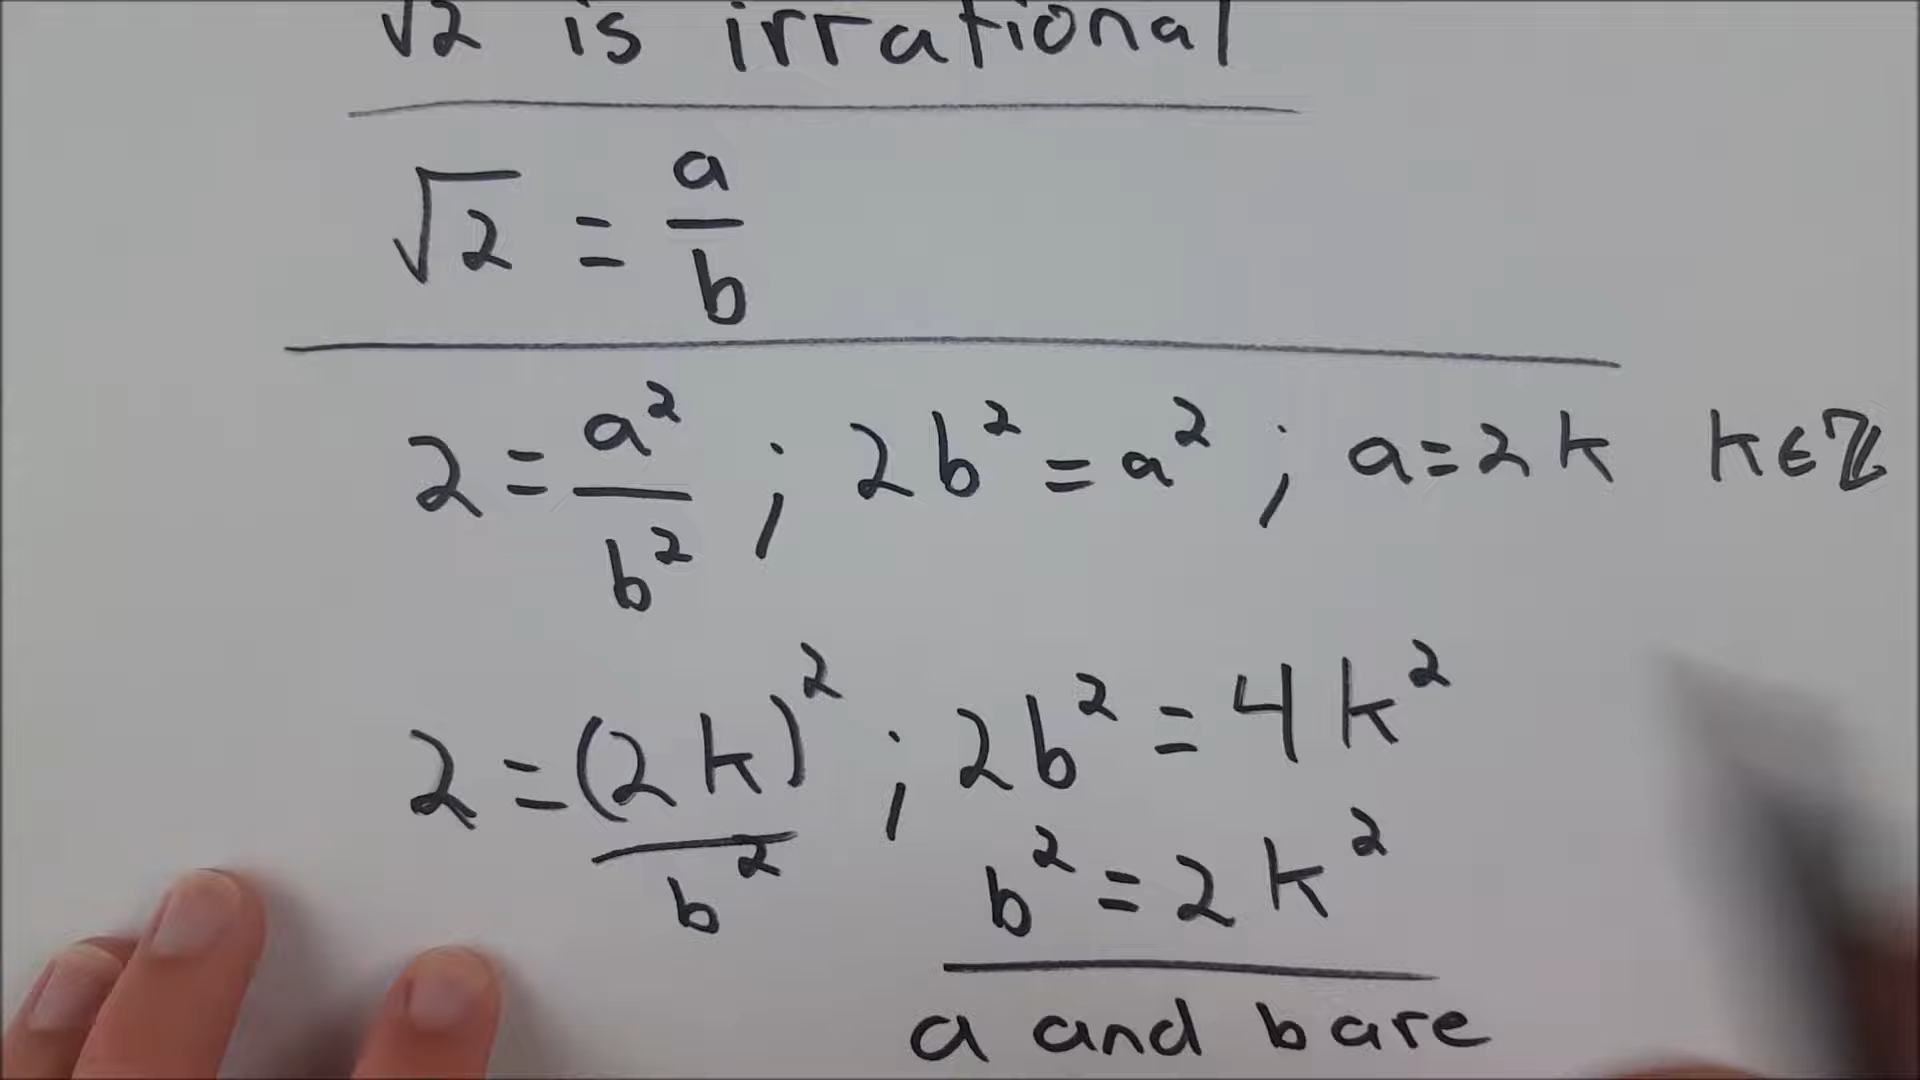 √2 is irrational
√2 = a/b
2 = a²/b² ; 2b² = a² ; a = 2k k∈ℤ
2 = (2k)²/b² ; 2b² = 4k²
b² = 2k²
a and b are